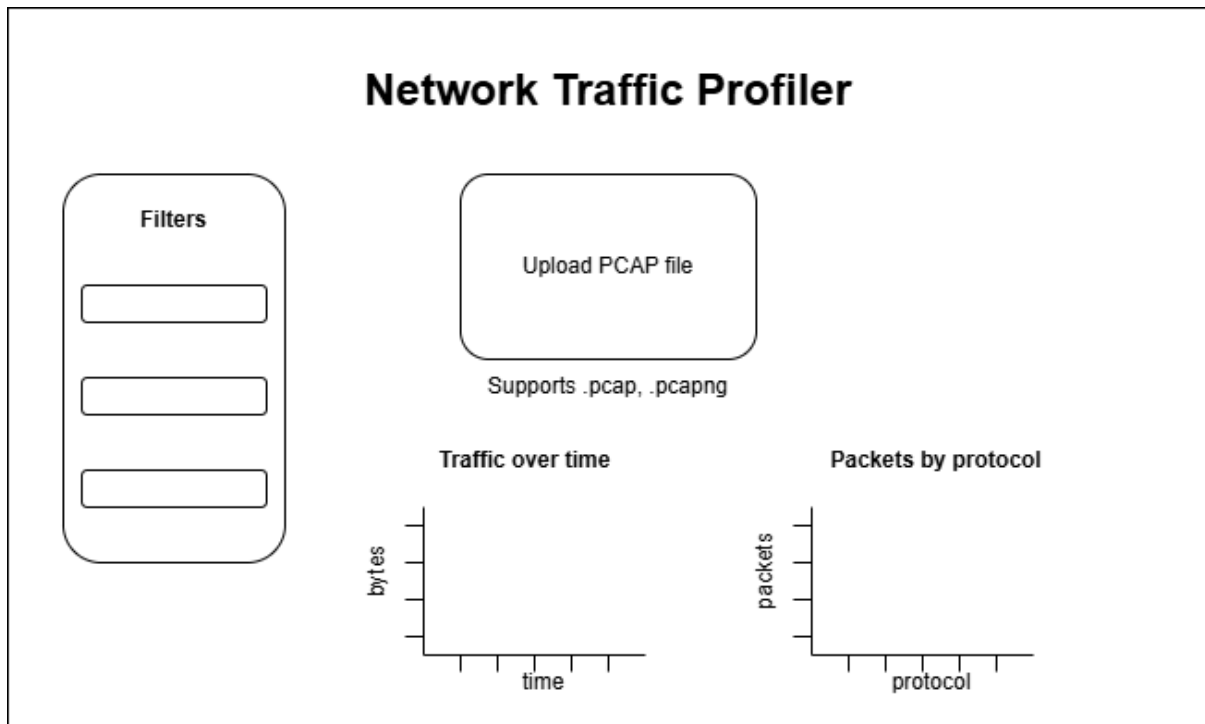 Network Traffic Profiler
Filters
Upload PCAP file
Supports .pcap, .pcapng
Traffic over time
bytes
time
Packets by protocol
packets
protocol